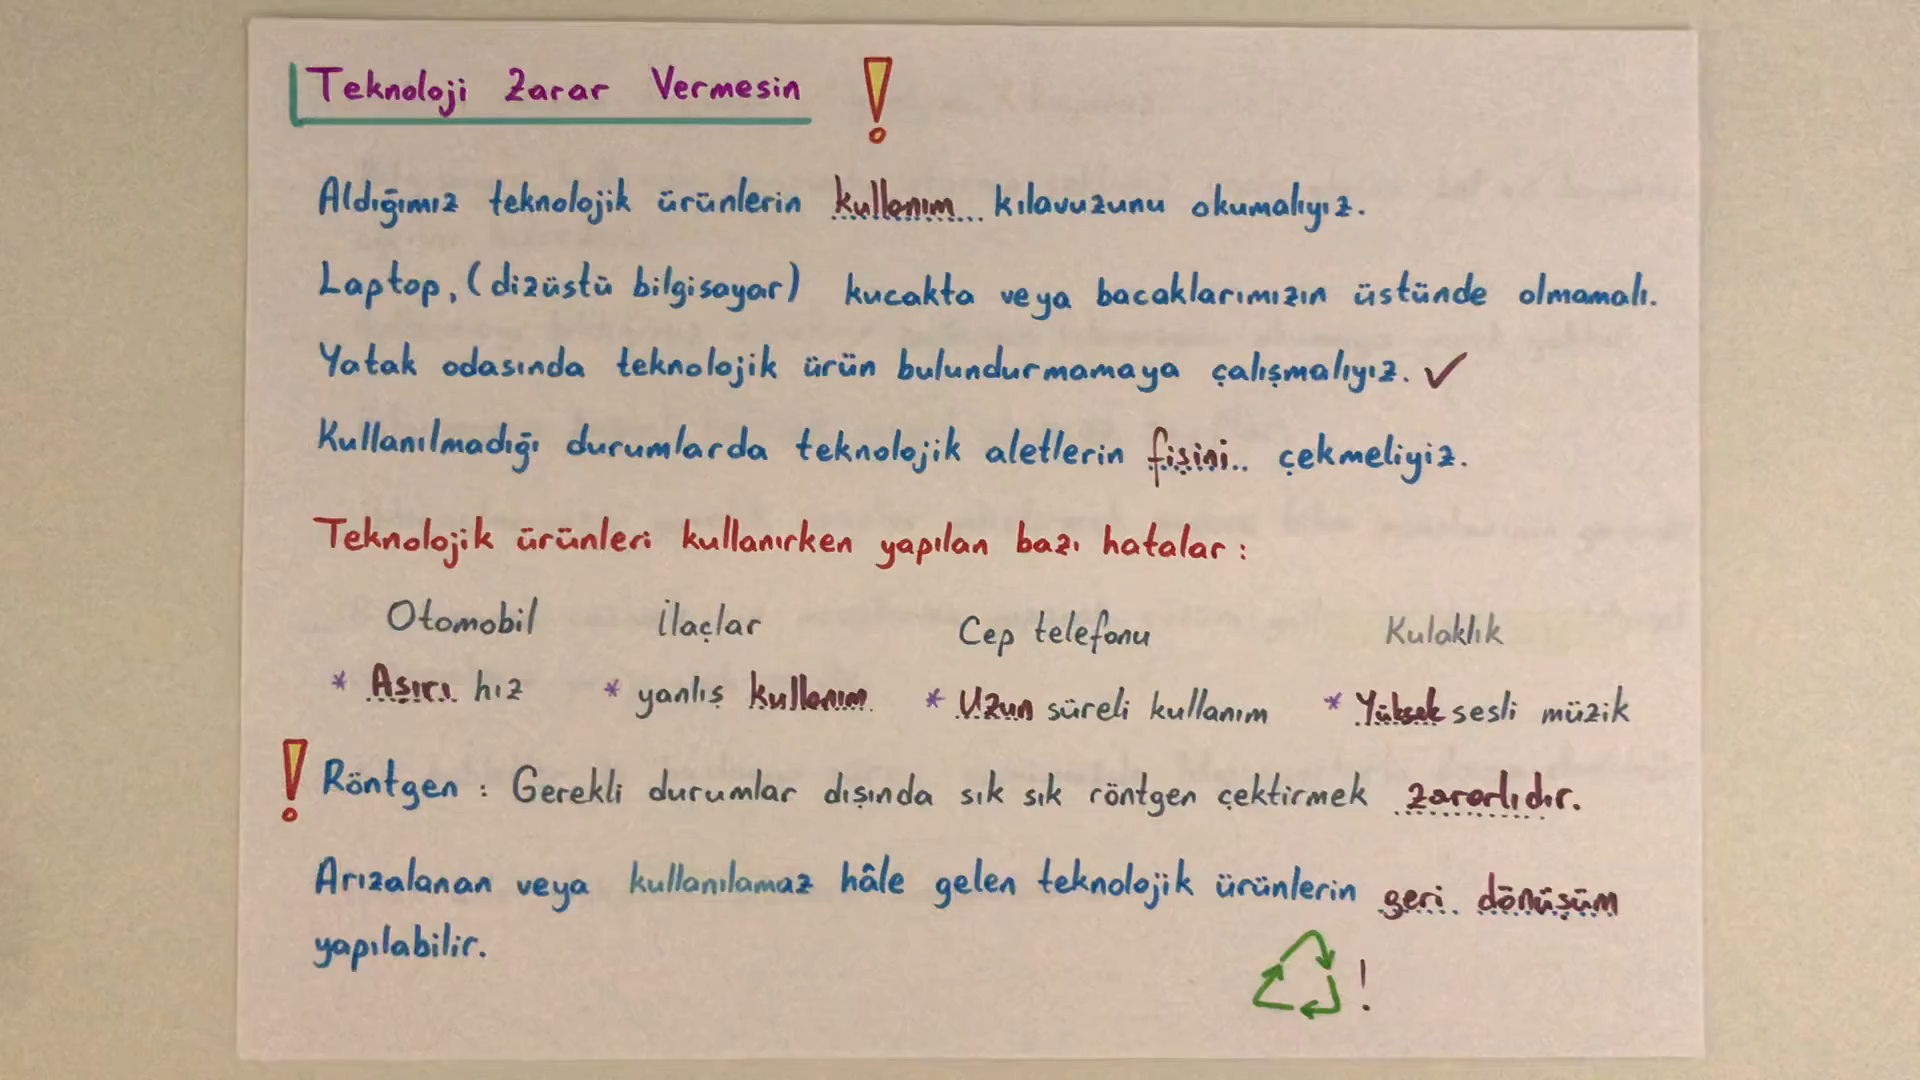 Teknoloji Zarar Vermesin !
Aldığımız teknolojik ürünlerin kullanım... kılavuzunu okumalıyız.
Laptop, (dizüstü bilgisayar) kucakta veya bacaklarımızın üstünde olmamalı.
Yatak odasında teknolojik ürün bulundurmamaya çalışmalıyız. ✓
Kullanılmadığı durumlarda teknolojik aletlerin fişini.. çekmeliyiz.
Teknolojik ürünleri kullanırken yapılan bazı hatalar :
Otomobil İlaçlar Cep telefonu Kulaklık
* Aşırı hız * yanlış kullanım * Uzun süreli kullanım * Yüksek sesli müzik
! Röntgen : Gerekli durumlar dışında sık sık röntgen çektirmek zararlıdır.
Arızalanan veya kullanılamaz hâle gelen teknolojik ürünlerin geri dönüşüm
yapılabilir. !